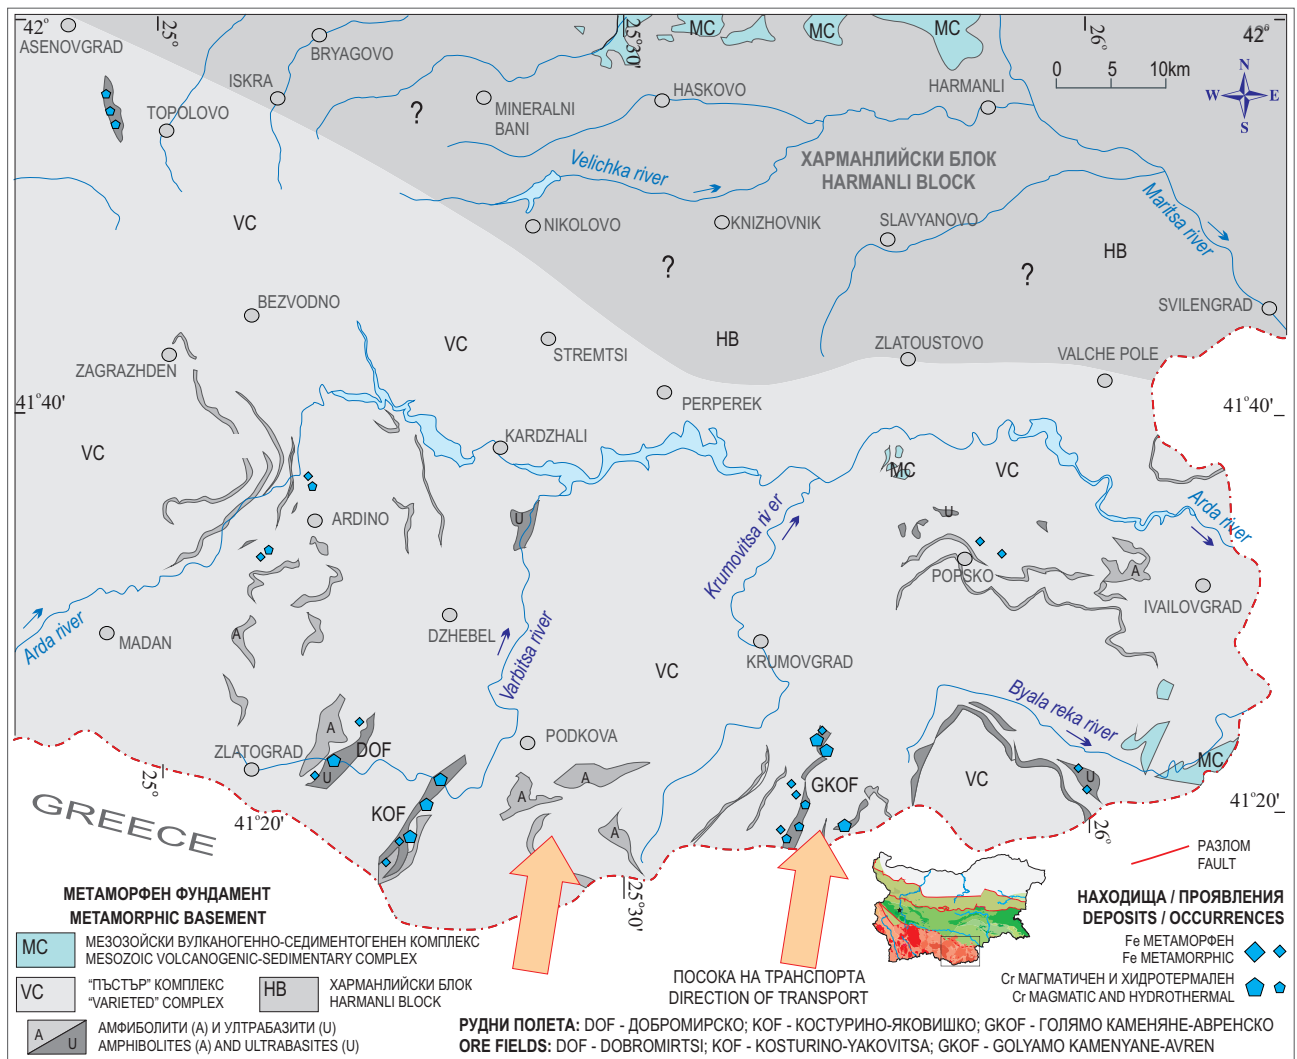 42°
25°
25°30'
26°
42°
ASENOVGRAD
BRYAGOVO
MC
MC
MC
ISKRA
TOPOLOVO
MINERALNI
BANI
HASKOVO
HARMANLI
0 5 10km
N
W E
S
?
Velichka river
ХАРМАНЛИЙСКИ БЛОК
HARMANLI BLOCK
Maritsa river
VC
NIKOLOVO
KNIZHOVNIK
SLAVYANOVO
HB
?
?
BEZVODNO
SVILENGRAD
VC
STREMTSI
HB
ZLATOUSTOVO
VALCHE POLE
ZAGRAZHDEN
PERPEREK
41°40'
41°40'
VC
KARDZHALI
MC
VC
ARDINO
U
Krumovitsa river
U
Arda river
POPSKO
A
IVAILOVGRAD
Arda river
MADAN
A
DZHEBEL
Varbitsa river
KRUMOVGRAD
VC
Byala reka river
A
DOF
ZLATOGRAD
U
PODKOVA
A
A
A
KOF
GKOF
VC
U
MC
25°
41°20'
41°20'
26°
25°30'
GREECE
РАЗЛОМ
FAULT
МЕТАМОРФЕН ФУНДАМЕНТ
METAMORPHIC BASEMENT
MC
МЕЗОЗОЙСКИ ВУЛКАНОГЕННО-СЕДИМЕНТОГЕНЕН КОМПЛЕКС
MESOZOIC VOLCANOGENIC-SEDIMENTARY COMPLEX
VC
"ПЪСТЪР" КОМПЛЕКС
"VARIETED" COMPLEX
HB
ХАРМАНЛИЙСКИ БЛОК
HARMANLI BLOCK
A
U
АМФИБОЛИТИ (A) И УЛТРАБАЗИТИ (U)
AMPHIBOLITES (A) AND ULTRABASITES (U)
ПОСОКА НА ТРАНСПОРТА
DIRECTION OF TRANSPORT
НАХОДИЩА / ПРОЯВЛЕНИЯ
DEPOSITS / OCCURRENCES
Fe МЕТАМОРФЕН
Fe METAMORPHIC
Cr МАГМАТИЧЕН И ХИДРОТЕРМАЛЕН
Cr MAGMATIC AND HYDROTHERMAL
РУДНИ ПОЛЕТА: DOF - ДОБРОМИРСКО; KOF - КОСТУРИНО-ЯКОВИШКО; GKOF - ГОЛЯМО КАМЕНЯНЕ-АВРЕНСКО
ORE FIELDS: DOF - DOBROMIRTSI; KOF - KOSTURINO-YAKOVITSA; GKOF - GOLYAMO KAMENYANE-AVREN